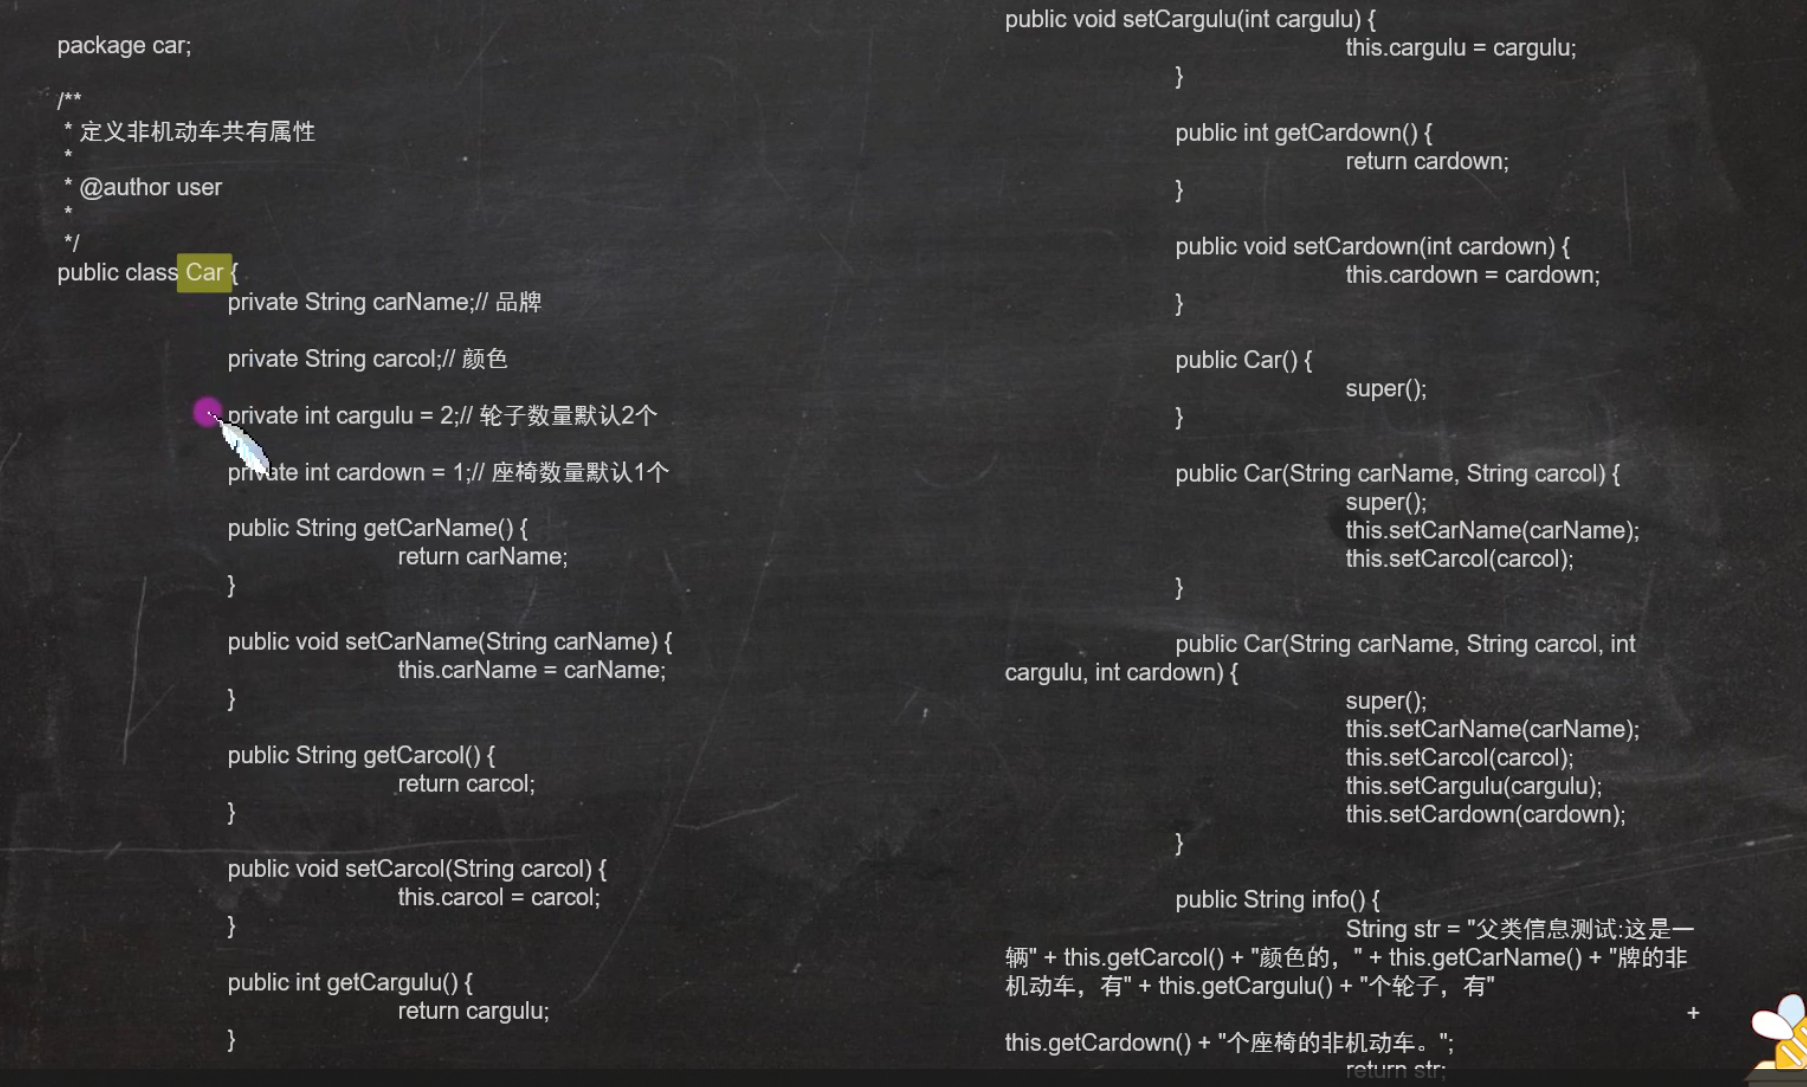 package car;
/**
* 定义非机动车共有属性
*
* @author user
*
*/
public class Car {
private String carName;// 品牌
private String carcol;// 颜色
private int cargulu = 2;// 轮子数量默认2个
private int cardown = 1;// 座椅数量默认1个
public String getCarName() {
return carName;
}
public void setCarName(String carName) {
this.carName = carName;
}
public String getCarcol() {
return carcol;
}
public void setCarcol(String carcol) {
this.carcol = carcol;
}
public int getCargulu() {
return cargulu;
}
public void setCargulu(int cargulu) {
this.cargulu = cargulu;
}
public int getCardown() {
return cardown;
}
public void setCardown(int cardown) {
this.cardown = cardown;
}
public Car() {
super();
}
public Car(String carName, String carcol) {
super();
this.setCarName(carName);
this.setCarcol(carcol);
}
public Car(String carName, String carcol, int
cargulu, int cardown) {
super();
this.setCarName(carName);
this.setCarcol(carcol);
this.setCargulu(cargulu);
this.setCardown(cardown);
}
public String info() {
String str = "父类信息测试:这是一
辆" + this.getCarcol() + "颜色的，" + this.getCarName() + "牌的非
机动车，有" + this.getCargulu() + "个轮子，有"
+
this.getCardown() + "个座椅的非机动车。";
return str;